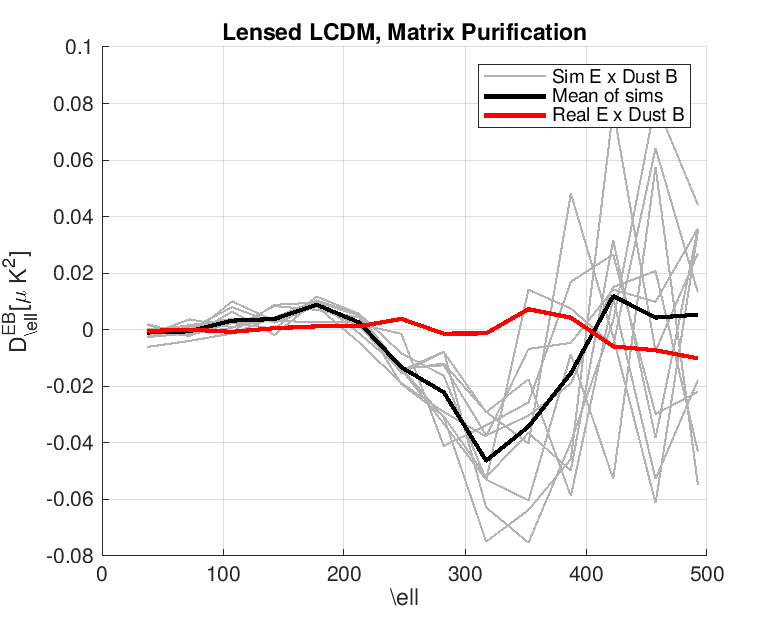 Lensed LCDM, Matrix Purification
0.1
0.08
0.06
0.04
0.02
0
-0.02
-0.04
-0.06
-0.08
0
100
200
300
400
500
\ell
D^{EB}_{\ell}[μ K^2]
Sim E x Dust B
Mean of sims
Real E x Dust B